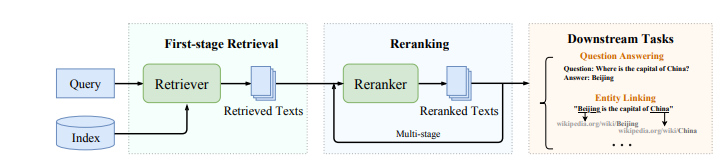 First-stage Retrieval
Query
Index
Retriever
Retrieved Texts
Reranking
Reranker
Reranked Texts
Multi-stage
Downstream Tasks
Question Answering
Question: Where is the capital of China?
Answer: Beijing
Entity Linking
"Beijing is the capital of China"
wikipedia.org/wiki/Beijing
wikipedia.org/wiki/China
• • •